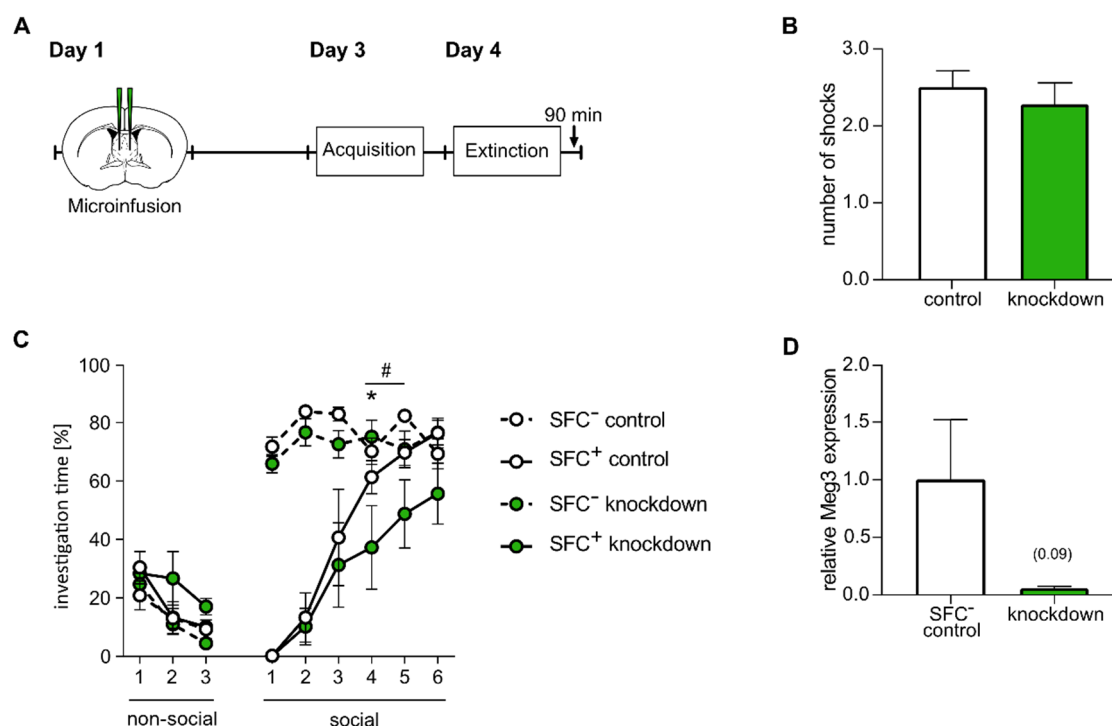 A
Day 1
Day 3
Day 4
90 min
Acquisition
Extinction
Microinfusion
B
number of shocks
3.0
2.0
1.0
0.0
control
knockdown
C
investigation time [%]
100
80
60
40
20
0
#
*
1 2 3 1 2 3 4 5 6
non-social social
SFC⁻ control
SFC⁺ control
SFC⁻ knockdown
SFC⁺ knockdown
D
relative Meg3 expression
2.0
1.5
1.0
0.5
0.0
(0.09)
SFC⁻ knockdown
control